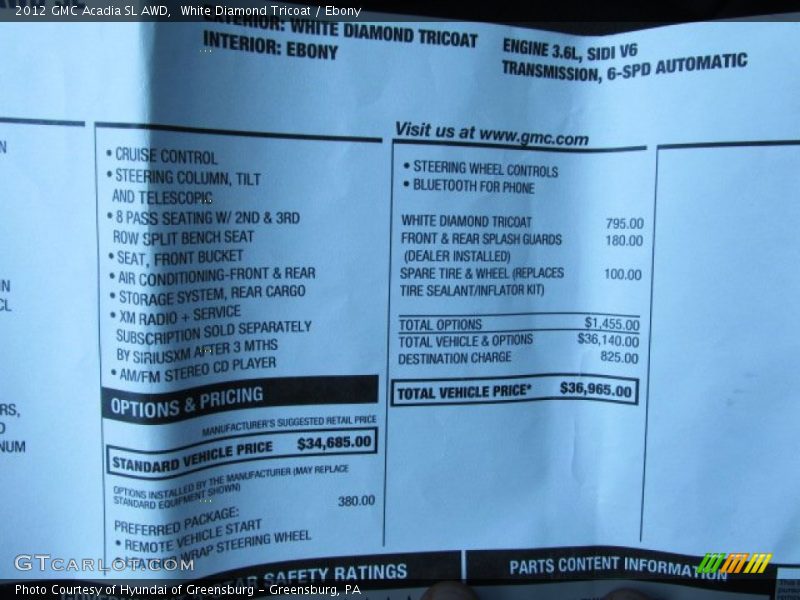 2012 GMC Acadia SL AWD,  White Diamond Tricoat / Ebony
EXTERIOR: WHITE DIAMOND TRICOAT
INTERIOR: EBONY
ENGINE 3.6L, SIDI V6
TRANSMISSION, 6-SPD AUTOMATIC
• CRUISE CONTROL
• STEERING COLUMN, TILT
AND TELESCOPIC
• 8 PASS SEATING W/ 2ND & 3RD
ROW SPLIT BENCH SEAT
• SEAT, FRONT BUCKET
• AIR CONDITIONING-FRONT & REAR
• STORAGE SYSTEM, REAR CARGO
• XM RADIO + SERVICE
SUBSCRIPTION SOLD SEPARATELY
BY SIRIUSXM AFTER 3 MTHS
• AM/FM STEREO CD PLAYER
OPTIONS & PRICING
MANUFACTURER'S SUGGESTED RETAIL PRICE
STANDARD VEHICLE PRICE $34,685.00
OPTIONS INSTALLED BY THE MANUFACTURER (MAY REPLACE
STANDARD EQUIPMENT SHOWN)
380.00
PREFERRED PACKAGE:
• REMOTE VEHICLE START
WRAP STEERING WHEEL
Visit us at www.gmc.com
• STEERING WHEEL CONTROLS
• BLUETOOTH FOR PHONE
WHITE DIAMOND TRICOAT 795.00
FRONT & REAR SPLASH GUARDS 180.00
(DEALER INSTALLED)
SPARE TIRE & WHEEL (REPLACES 100.00
TIRE SEALANT/INFLATOR KIT)
TOTAL OPTIONS $1,455.00
TOTAL VEHICLE & OPTIONS $36,140.00
DESTINATION CHARGE 825.00
TOTAL VEHICLE PRICE* $36,965.00
SAFETY RATINGS
PARTS CONTENT INFORMATION
GTCARLOT.COM
Photo Courtesy of Hyundai of Greensburg – Greensburg, PA